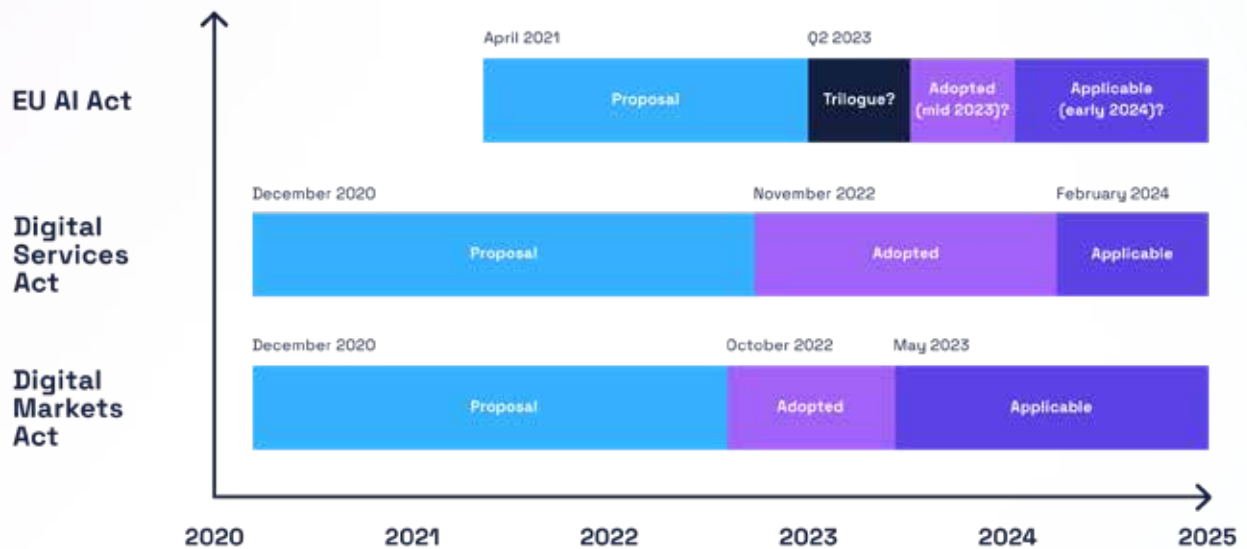 April 2021
Q2 2023
EU AI Act
Proposal
Trilogue?
Adopted
(mid 2023)?
Applicable
(early 2024)?
December 2020
November 2022
February 2024
Digital
Services
Act
Proposal
Adopted
Applicable
December 2020
October 2022
May 2023
Digital
Markets
Act
Proposal
Adopted
Applicable
2020
2021
2022
2023
2024
2025